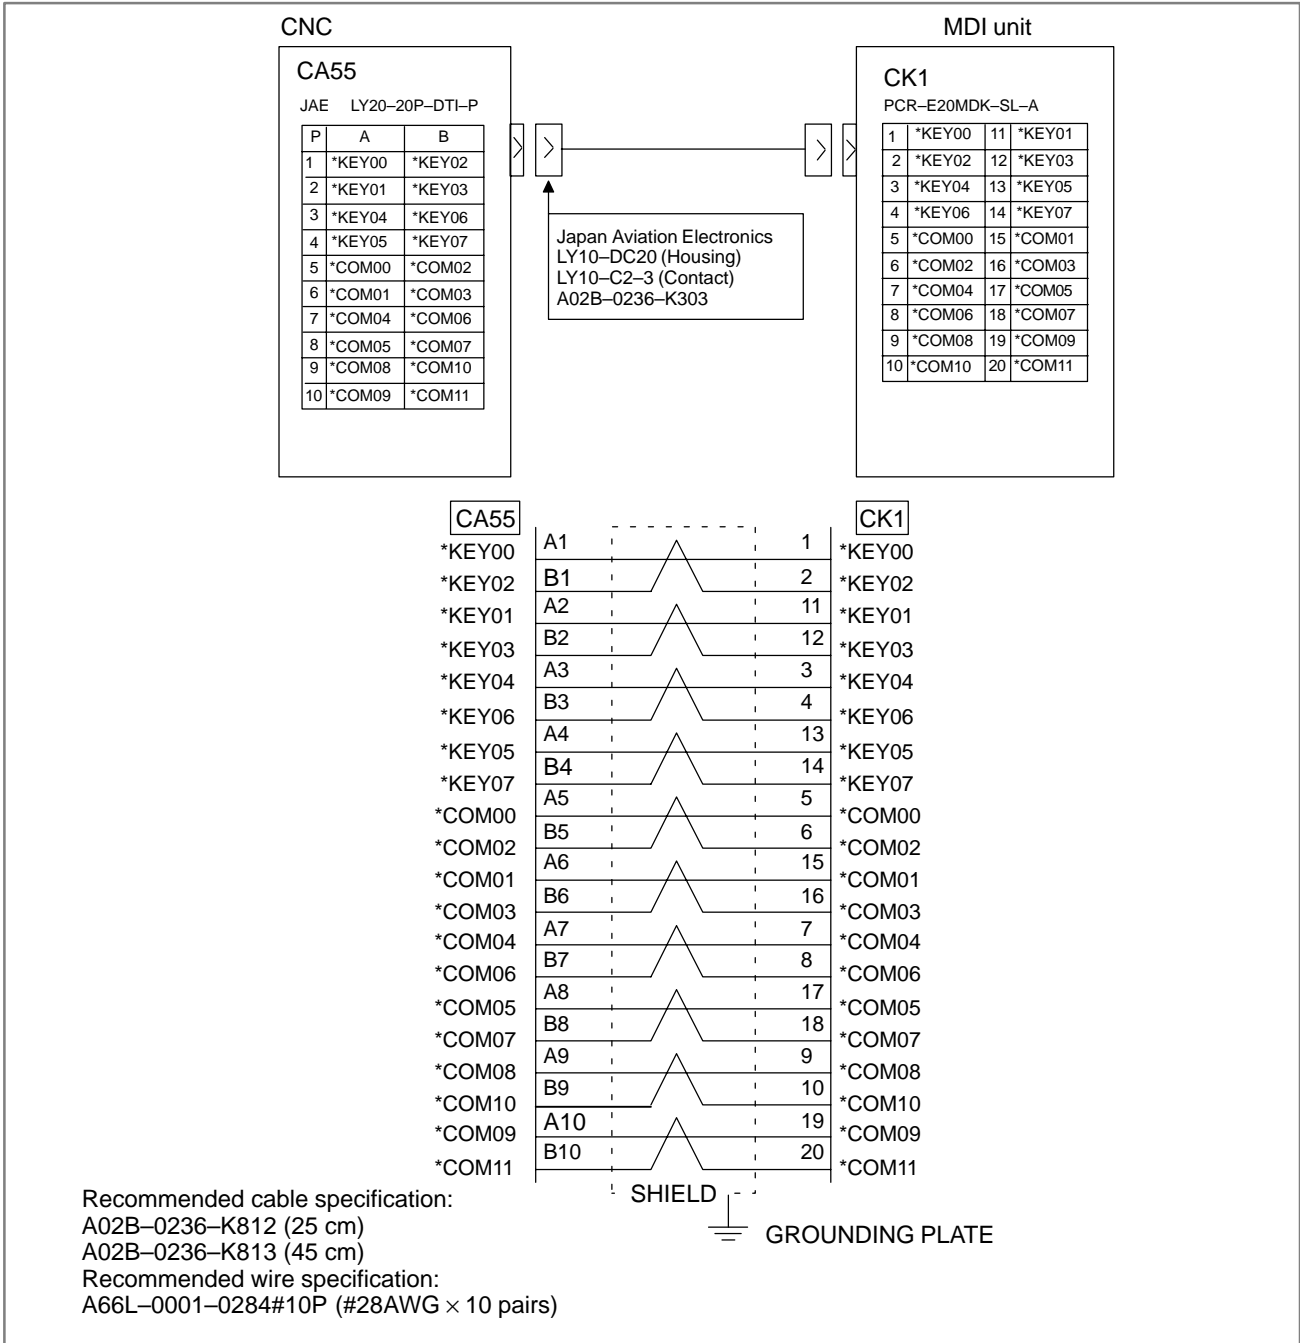 CNC
MDI unit
CA55
JAE LY20–20P–DTI–P
P A B
1 *KEY00 *KEY02
2 *KEY01 *KEY03
3 *KEY04 *KEY06
4 *KEY05 *KEY07
5 *COM00 *COM02
6 *COM01 *COM03
7 *COM04 *COM06
8 *COM05 *COM07
9 *COM08 *COM10
10 *COM09 *COM11
Japan Aviation Electronics
LY10–DC20 (Housing)
LY10–C2–3 (Contact)
A02B–0236–K303
CK1
PCR–E20MDK–SL–A
1 *KEY00 11 *KEY01
2 *KEY02 12 *KEY03
3 *KEY04 13 *KEY05
4 *KEY06 14 *KEY07
5 *COM00 15 *COM01
6 *COM02 16 *COM03
7 *COM04 17 *COM05
8 *COM06 18 *COM07
9 *COM08 19 *COM09
10 *COM10 20 *COM11
CA55 CK1
*KEY00 A1 1 *KEY00
*KEY02 B1 2 *KEY02
*KEY01 A2 11 *KEY01
*KEY03 B2 12 *KEY03
*KEY04 A3 3 *KEY04
*KEY06 B3 4 *KEY06
*KEY05 A4 13 *KEY05
*KEY07 B4 14 *KEY07
*COM00 A5 5 *COM00
*COM02 B5 6 *COM02
*COM01 A6 15 *COM01
*COM03 B6 16 *COM03
*COM04 A7 7 *COM04
*COM06 B7 8 *COM06
*COM05 A8 17 *COM05
*COM07 B8 18 *COM07
*COM08 A9 9 *COM08
*COM10 B9 10 *COM10
*COM09 A10 19 *COM09
*COM11 B10 20 *COM11
SHIELD
GROUNDING PLATE
Recommended cable specification:
A02B–0236–K812 (25 cm)
A02B–0236–K813 (45 cm)
Recommended wire specification:
A66L–0001–0284#10P (#28AWG × 10 pairs)